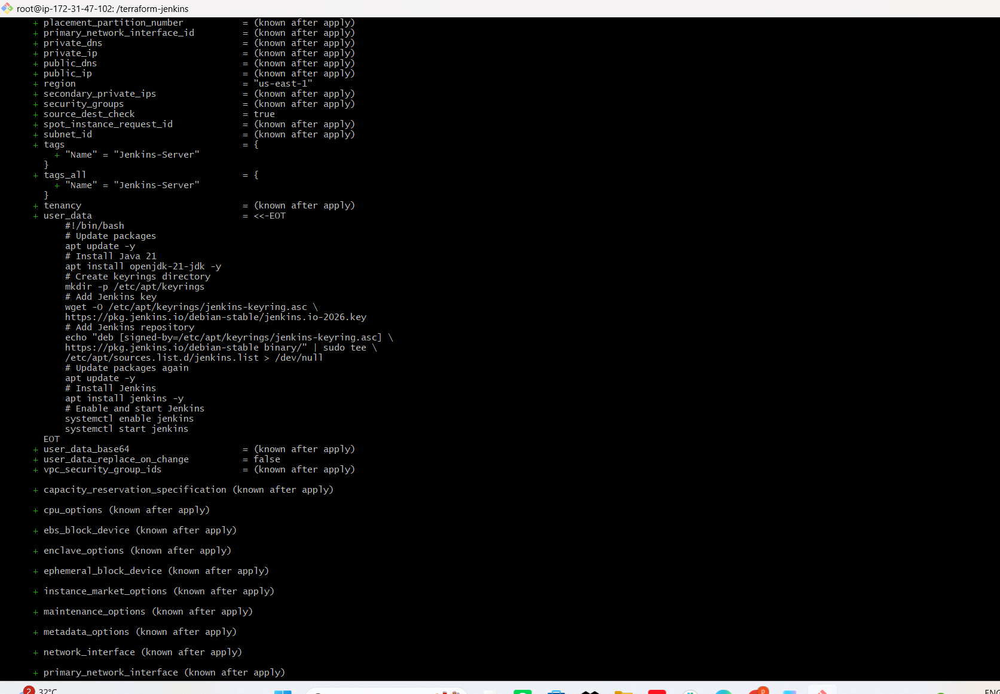 root@ip-172-31-47-102: /terraform-jenkins
+ placement_partition_number = (known after apply)
+ primary_network_interface_id = (known after apply)
+ private_dns = (known after apply)
+ private_ip = (known after apply)
+ public_dns = (known after apply)
+ public_ip = (known after apply)
+ region = "us-east-1"
+ secondary_private_ips = (known after apply)
+ security_groups = (known after apply)
+ source_dest_check = true
+ spot_instance_request_id = (known after apply)
+ subnet_id = (known after apply)
+ tags = {
+ "Name" = "Jenkins-Server"
}
+ tags_all = {
+ "Name" = "Jenkins-Server"
}
+ tenancy = (known after apply)
+ user_data = <<-EOT
#!/bin/bash
# Update packages
apt update -y
# Install Java 21
apt install openjdk-21-jdk -y
# Create keyrings directory
mkdir -p /etc/apt/keyrings
# Add Jenkins key
wget -O /etc/apt/keyrings/jenkins-keyring.asc \
https://pkg.jenkins.io/debian-stable/jenkins.io-2026.key
# Add Jenkins repository
echo "deb [signed-by=/etc/apt/keyrings/jenkins-keyring.asc] \
https://pkg.jenkins.io/debian-stable binary/" | sudo tee \
/etc/apt/sources.list.d/jenkins.list > /dev/null
# Update packages again
apt update -y
# Install Jenkins
apt install jenkins -y
# Enable and start Jenkins
systemctl enable jenkins
systemctl start jenkins
EOT
+ user_data_base64 = (known after apply)
+ user_data_replace_on_change = false
+ vpc_security_group_ids = (known after apply)
+ capacity_reservation_specification (known after apply)
+ cpu_options (known after apply)
+ ebs_block_device (known after apply)
+ enclave_options (known after apply)
+ ephemeral_block_device (known after apply)
+ instance_market_options (known after apply)
+ maintenance_options (known after apply)
+ metadata_options (known after apply)
+ network_interface (known after apply)
+ primary_network_interface (known after apply)
2 32°C
ENG